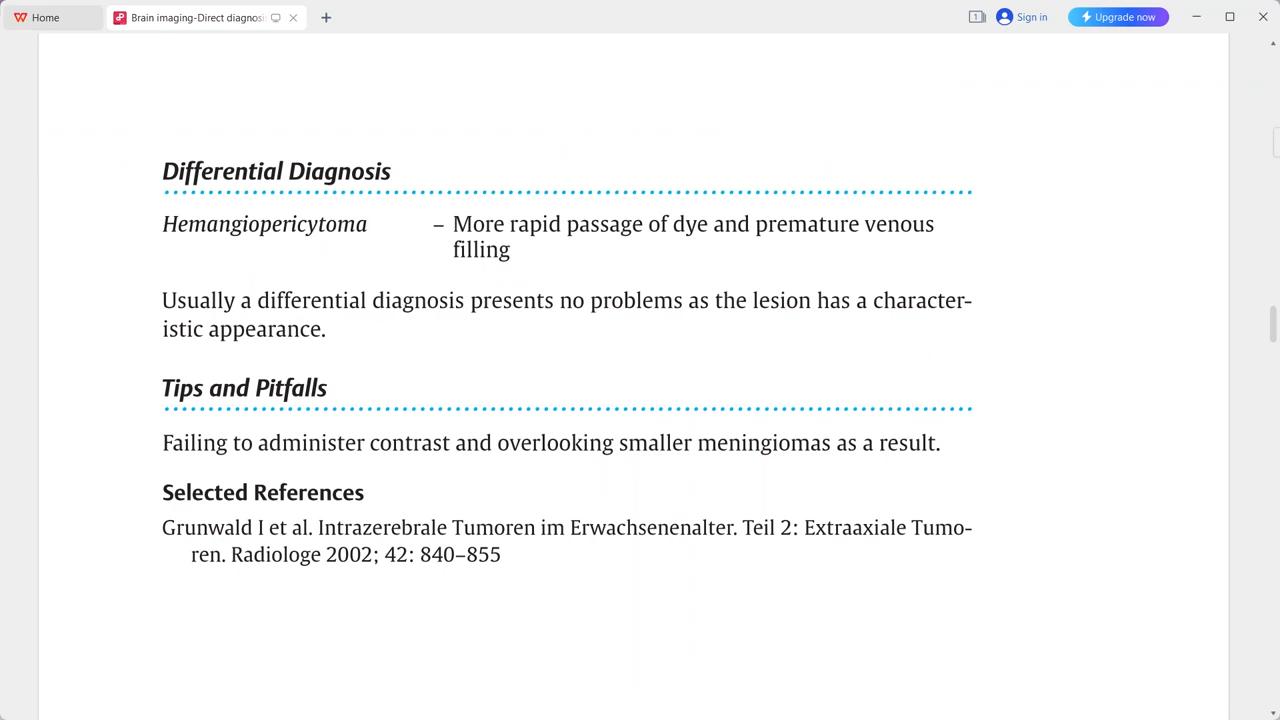 Home
Brain imaging-Direct diagnosi
1
Sign in
Upgrade now
Differential Diagnosis
Hemangiopericytoma – More rapid passage of dye and premature venous
filling
Usually a differential diagnosis presents no problems as the lesion has a character-
istic appearance.
Tips and Pitfalls
Failing to administer contrast and overlooking smaller meningiomas as a result.
Selected References
Grunwald I et al. Intrazerebrale Tumoren im Erwachsenenalter. Teil 2: Extraaxiale Tumo-
ren. Radiologe 2002; 42: 840–855